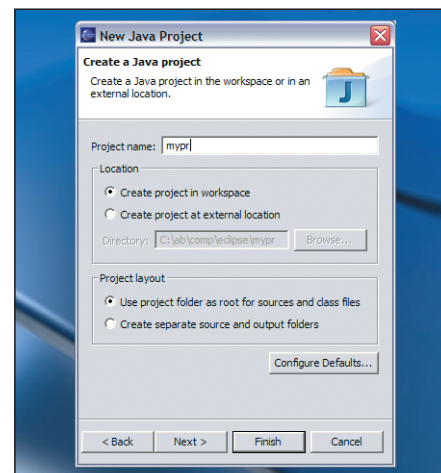 New Java Project
Create a Java project
Create a Java project in the workspace or in an
external location.
J
Project name: mypr
Location
Create project in workspace
Create project at external location
Directory: C:\ab\comp\eclipse\mypr Browse...
Project layout
Use project folder as root for sources and class files
Create separate source and output folders
Configure Defaults...
< Back Next > Finish Cancel